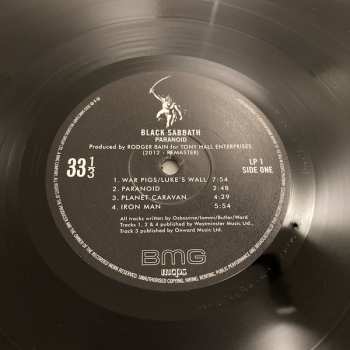 BLACK SABBATH
PARANOID
Produced by RODGER BAIN for TONY HALL ENTERPRISES
(2012 - REMASTER)
33 1/3
LP 1
SIDE ONE
1. WAR PIGS/LUKE'S WALL 7:54
2. PARANOID 2:48
3. PLANET CARAVAN 4:29
4. IRON MAN 5:54
All tracks written by Osbourne/Iommi/Butler/Ward
Tracks 1, 2 & 4 published by Westminster Music Ltd.
Track 3 published by Onward Music Ltd.
BMG
mcps